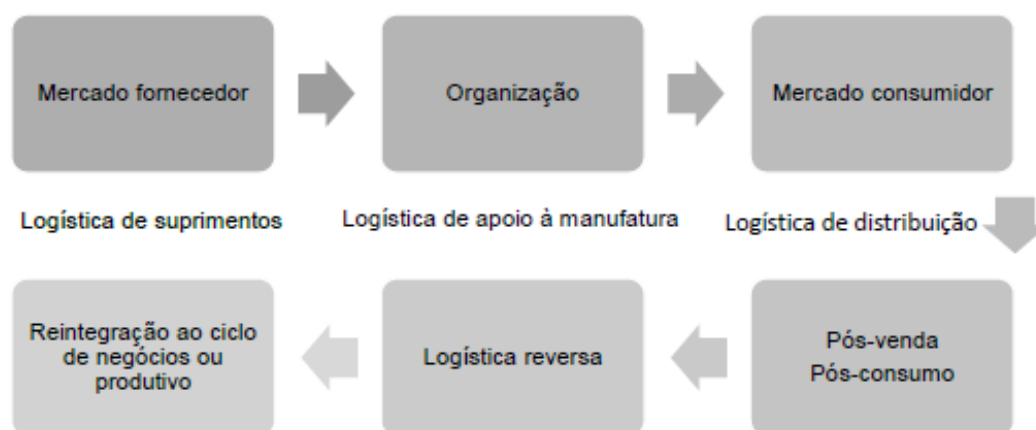 Mercado fornecedor
Organização
Mercado consumidor
Logística de suprimentos
Logística de apoio à manufatura
Logística de distribuição
Reintegração ao ciclo
de negócios ou
produtivo
Logística reversa
Pós-venda
Pós-consumo